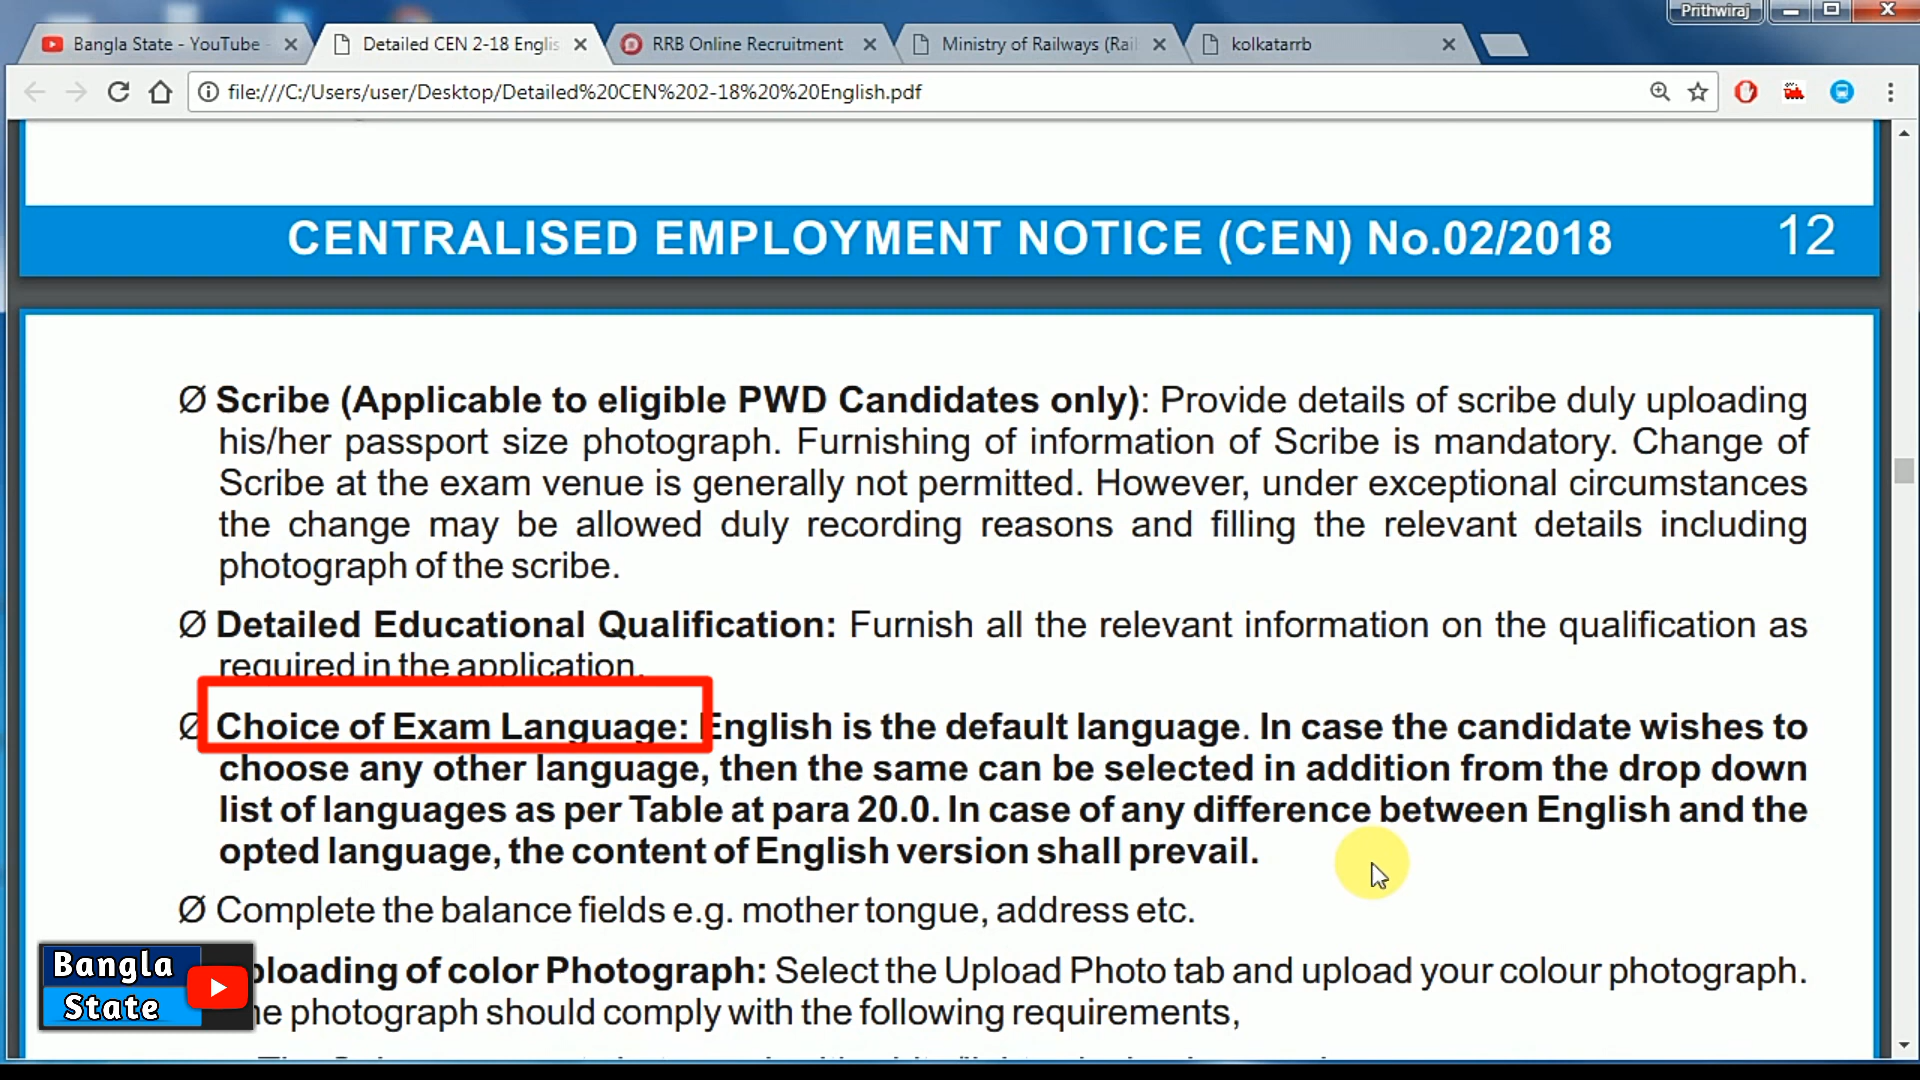 Prithwiraj
Bangla State - YouTube -
Detailed CEN 2-18 Englis
RRB Online Recruitment
Ministry of Railways (Rail
kolkatarrb
file:///C:/Users/user/Desktop/Detailed%20CEN%202-18%20%20English.pdf
CENTRALISED EMPLOYMENT NOTICE (CEN) No.02/2018 12
Ø Scribe (Applicable to eligible PWD Candidates only): Provide details of scribe duly uploading
his/her passport size photograph. Furnishing of information of Scribe is mandatory. Change of
Scribe at the exam venue is generally not permitted. However, under exceptional circumstances
the change may be allowed duly recording reasons and filling the relevant details including
photograph of the scribe.
Ø Detailed Educational Qualification: Furnish all the relevant information on the qualification as
required in the application.
Ø Choice of Exam Language: English is the default language. In case the candidate wishes to
choose any other language, then the same can be selected in addition from the drop down
list of languages as per Table at para 20.0. In case of any difference between English and the
opted language, the content of English version shall prevail.
Ø Complete the balance fields e.g. mother tongue, address etc.
ploading of color Photograph: Select the Upload Photo tab and upload your colour photograph.
he photograph should comply with the following requirements,
Bangla
State